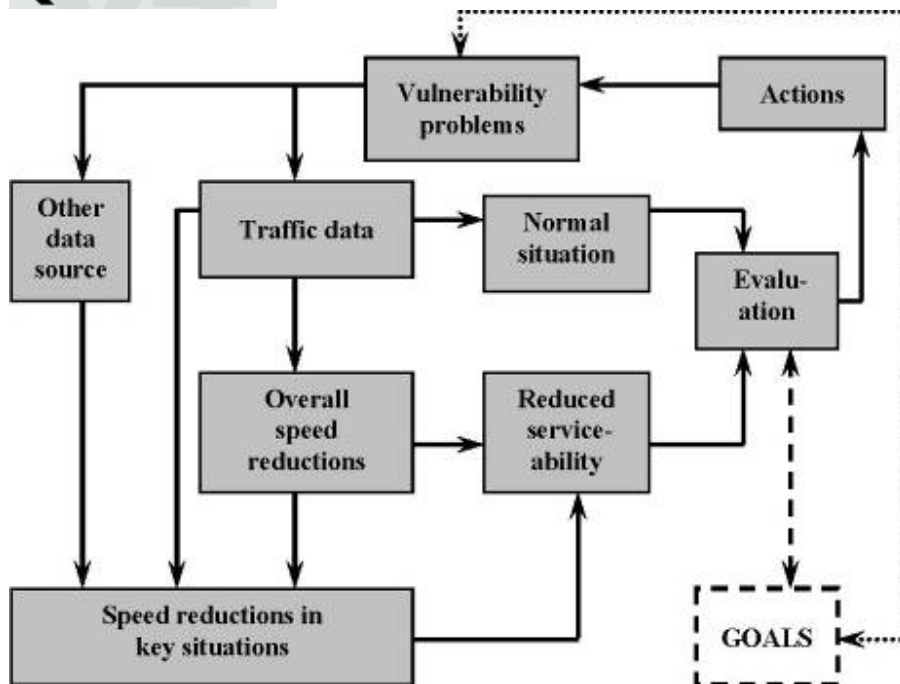 Vulnerability
problems
Actions
Other
data
source
Traffic data
Normal
situation
Evalu-
ation
Overall
speed
reductions
Reduced
service-
ability
Speed reductions in
key situations
GOALS